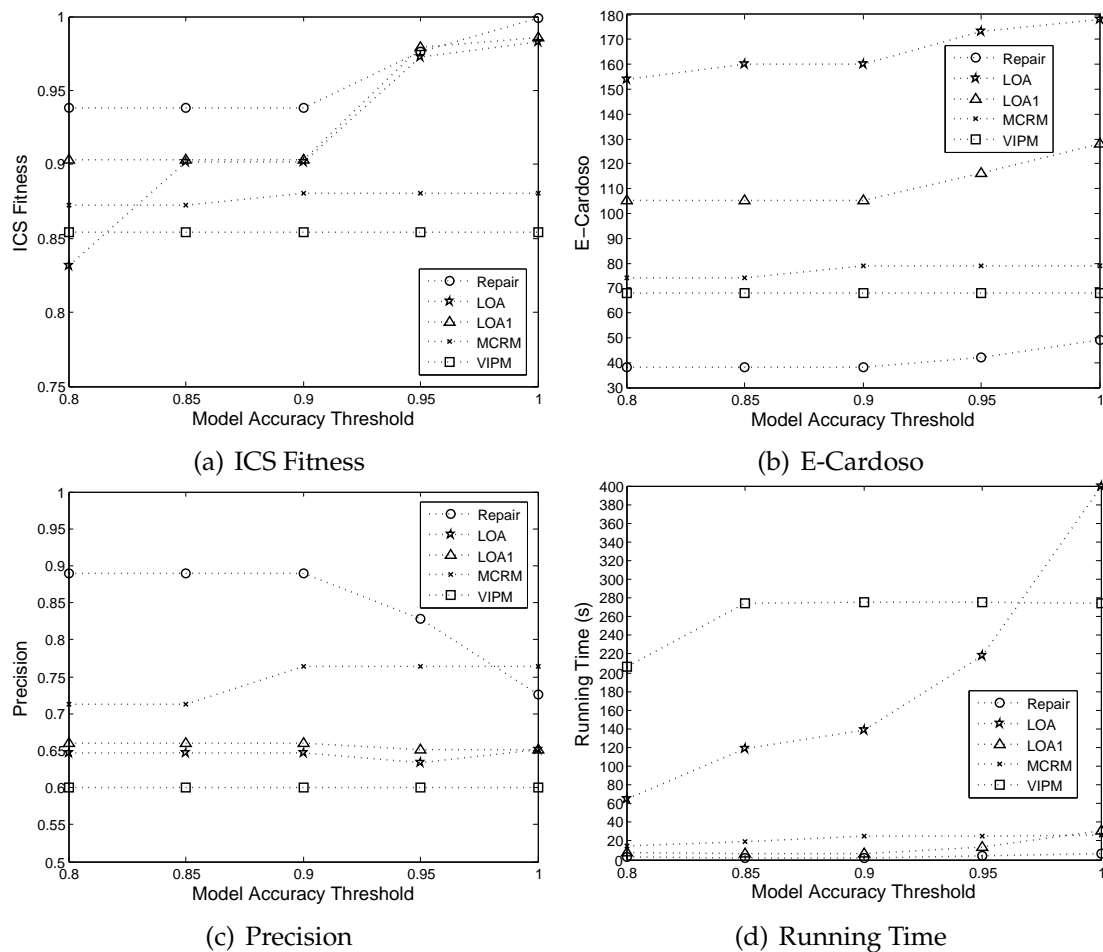 1
0.95
0.9
0.85
0.8
0.75
ICS Fitness
0.8 0.85 0.9 0.95 1
Model Accuracy Threshold
Repair
LOA
LOA1
MCRM
VIPM
(a) ICS Fitness
180
170
160
150
140
130
120
110
100
90
80
70
60
50
40
30
E−Cardoso
0.8 0.85 0.9 0.95 1
Model Accuracy Threshold
Repair
LOA
LOA1
MCRM
VIPM
(b) E-Cardoso
1
0.95
0.9
0.85
0.8
0.75
0.7
0.65
0.6
0.55
0.5
Precision
0.8 0.85 0.9 0.95 1
Model Accuracy Threshold
Repair
LOA
LOA1
MCRM
VIPM
(c) Precision
400
380
360
340
320
300
280
260
240
220
200
180
160
140
120
100
80
60
40
20
0
Running Time (s)
0.8 0.85 0.9 0.95 1
Model Accuracy Threshold
Repair
LOA
LOA1
MCRM
VIPM
(d) Running Time